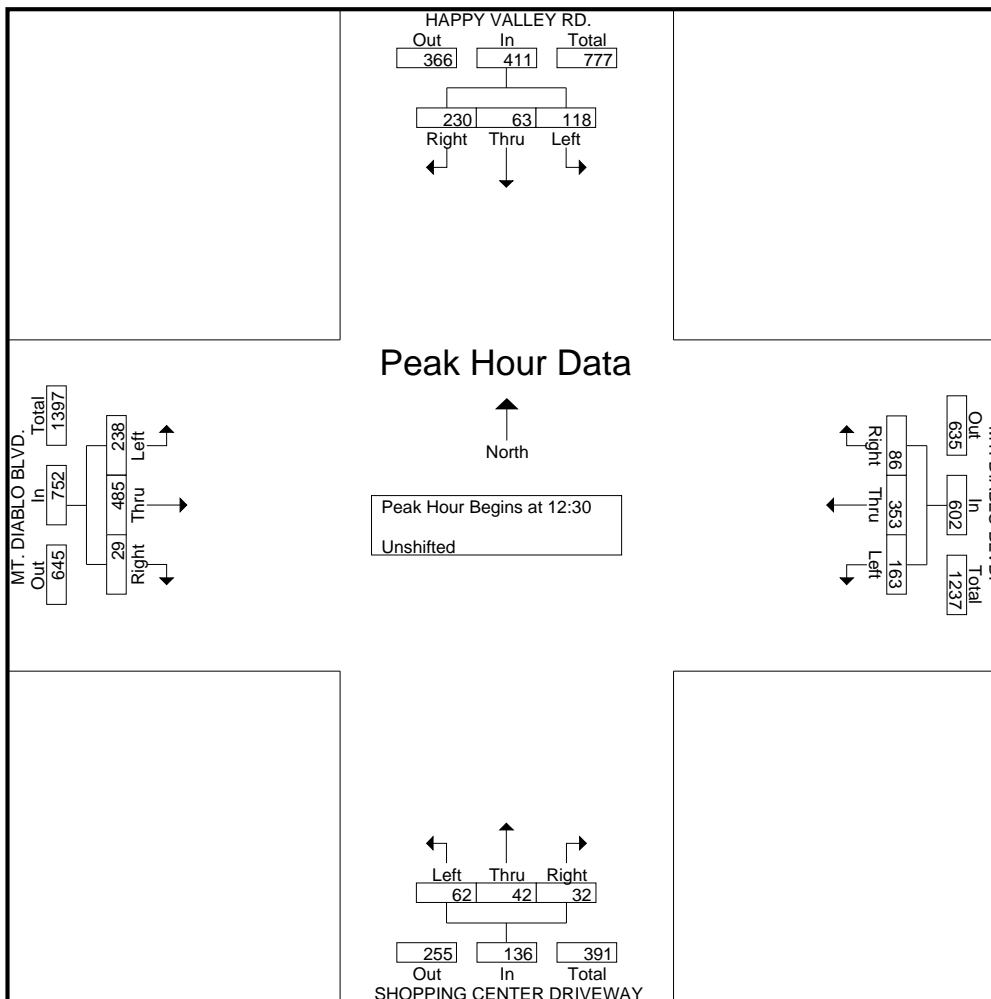 HAPPY VALLEY RD.
Out In Total
366 411 777
230 63 118
Right Thru Left
Peak Hour Data
North
Peak Hour Begins at 12:30
Unshifted
MT. DIABLO BLVD.
Total In Out
1397 752 645
238 485 29
Left Thru Right
Out In Total
635 602 1237
86 353 163
Right Thru Left
Left Thru Right
62 42 32
255 136 391
Out In Total
SHOPPING CENTER DRIVEWAY